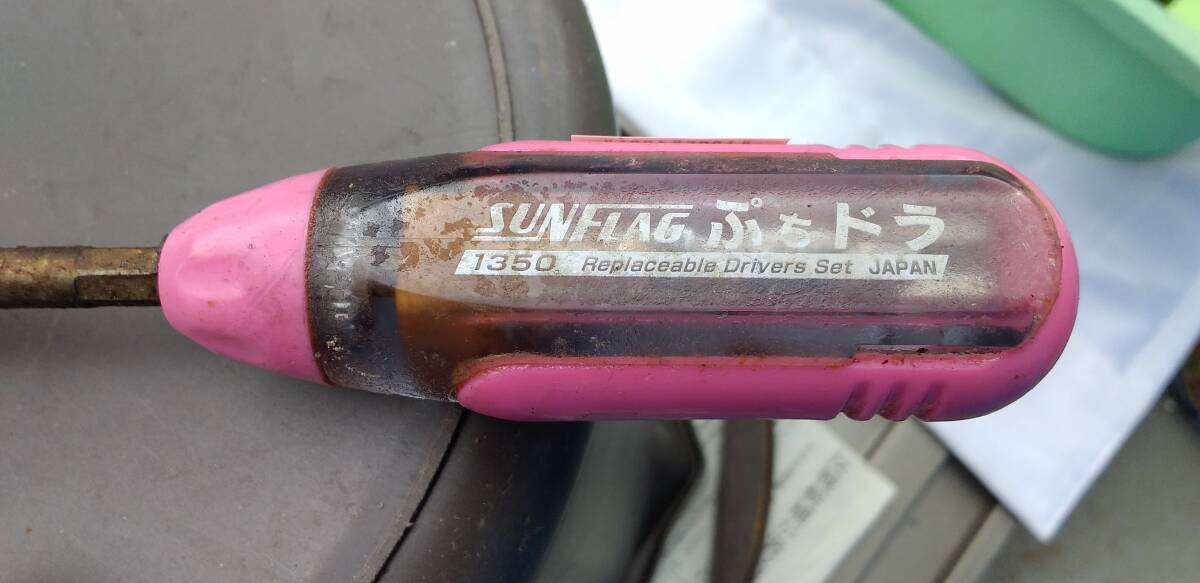 SUNFLAG ぷちドラ
1350 Replaceable Drivers Set JAPAN